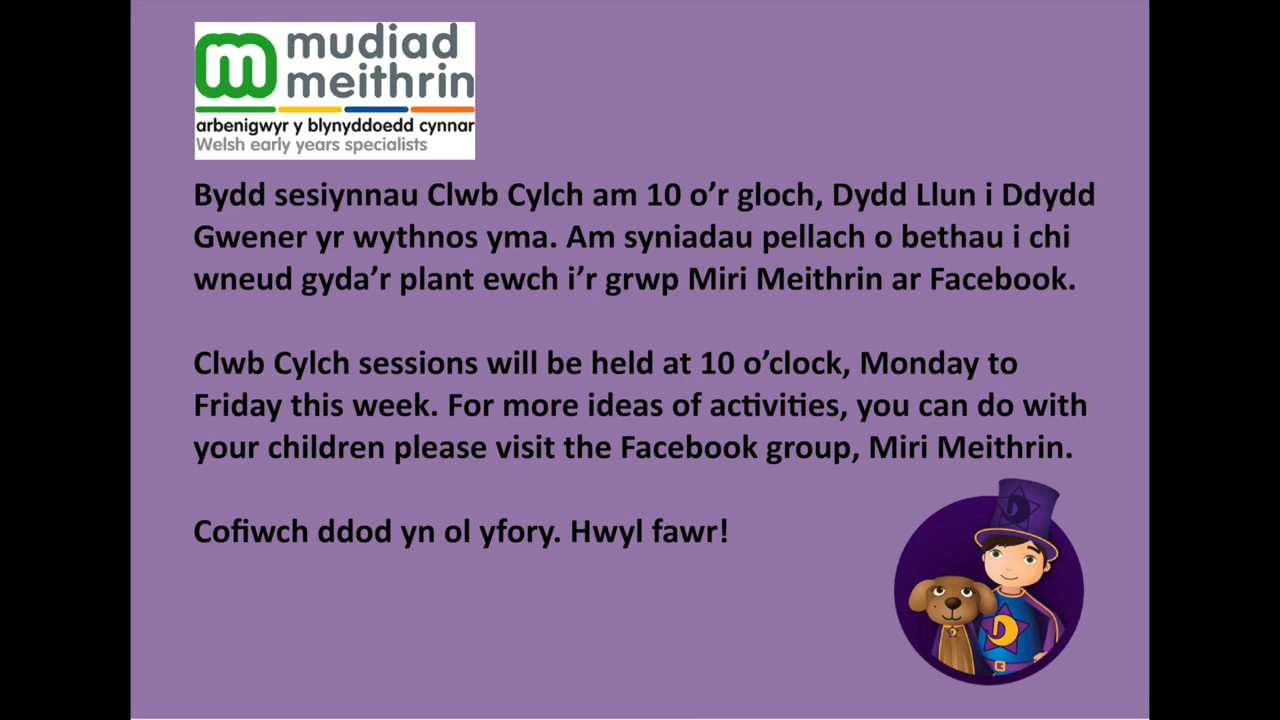 mudiad
meithrin
arbenigwyr y blynyddoedd cynnar
Welsh early years specialists
Bydd sesiynnau Clwb Cylch am 10 o’r gloch, Dydd Llun i Ddydd
Gwener yr wythnos yma. Am syniadau pellach o bethau i chi
wneud gyda’r plant ewch i’r grwp Miri Meithrin ar Facebook.
Clwb Cylch sessions will be held at 10 o’clock, Monday to
Friday this week. For more ideas of activities, you can do with
your children please visit the Facebook group, Miri Meithrin.
Cofiwch ddod yn ol yfory. Hwyl fawr!